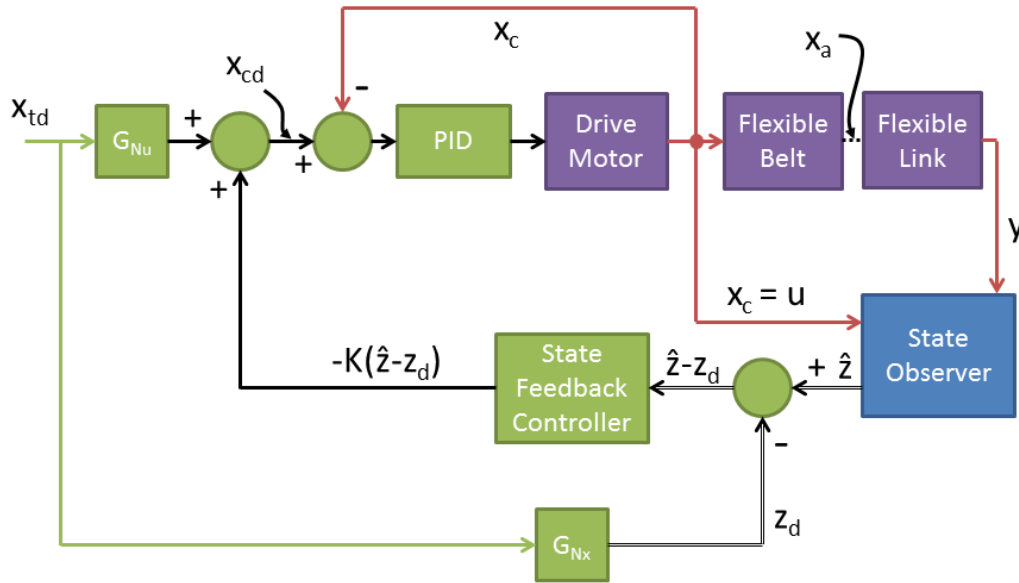 x_c
x_a
x_cd
x_td
-
+
G_Nu
PID
Drive
Motor
Flexible
Belt
...
Flexible
Link
+
+
y
x_c = u
-K(ẑ-z_d)
State
Feedback
Controller
ẑ-z_d
+ ẑ
State
Observer
-
z_d
G_Nx